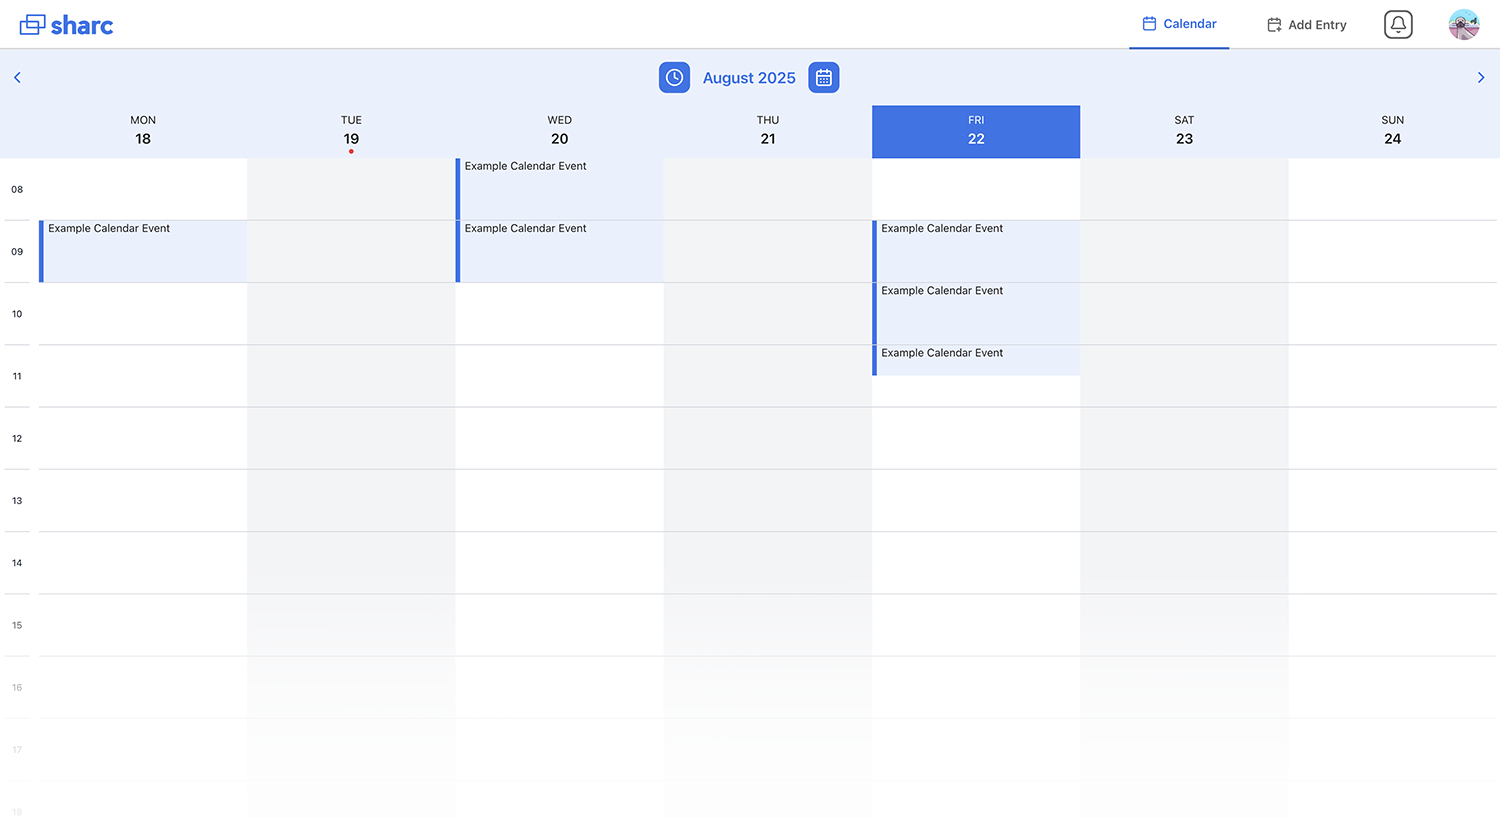 sharc
Calendar
Add Entry
August 2025
MON
18
TUE
19
WED
20
THU
21
FRI
22
SAT
23
SUN
24
08
Example Calendar Event
09
Example Calendar Event
Example Calendar Event
Example Calendar Event
10
Example Calendar Event
11
Example Calendar Event
12
13
14
15
16
17
18